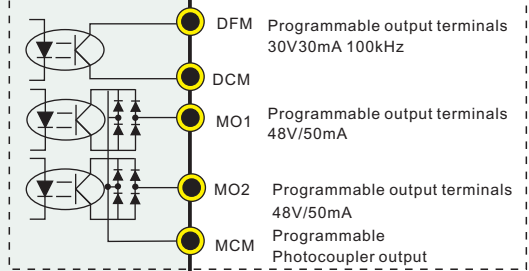 DFM Programmable output terminals
30V30mA 100kHz
DCM
MO1 Programmable output terminals
48V/50mA
MO2 Programmable output terminals
48V/50mA
MCM Programmable
Photocoupler output